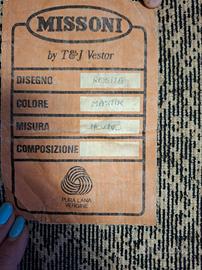 MISSONI
by T&J Vestor
DISEGNO
COLORE
MISURA
COMPOSIZIONE
PURA LANA
VERGINE